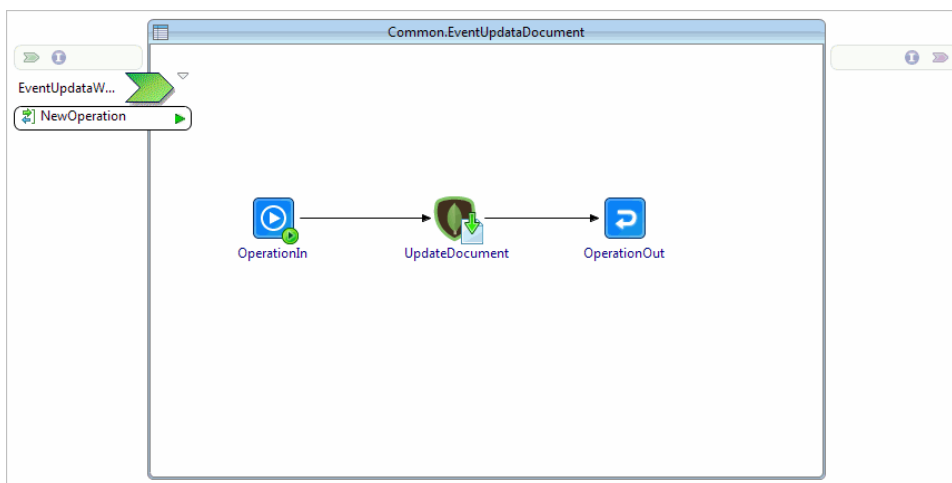 Common.EventUpdataDocument
EventUpdataW...
NewOperation
OperationIn
UpdateDocument
OperationOut